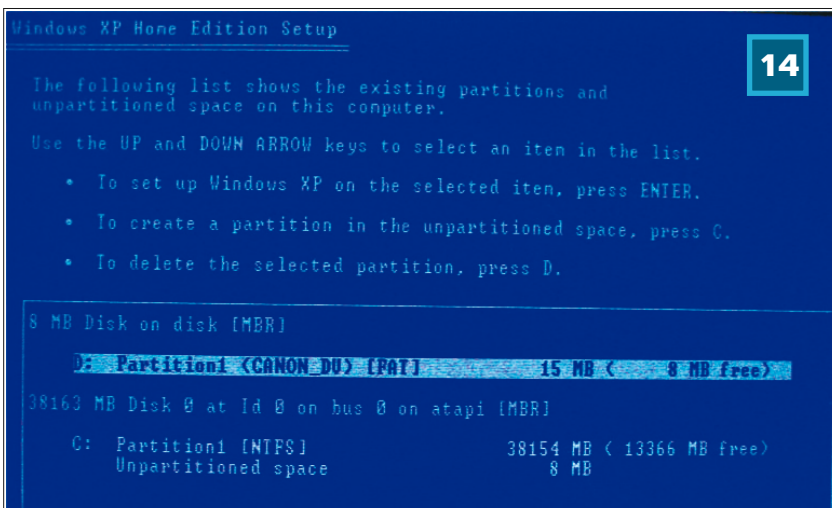 Windows XP Home Edition Setup
14
The following list shows the existing partitions and
unpartitioned space on this computer.
Use the UP and DOWN ARROW keys to select an item in the list.
• To set up Windows XP on the selected item, press ENTER.
• To create a partition in the unpartitioned space, press C.
• To delete the selected partition, press D.
8 MB Disk on disk [MBR]
D: Partition1 (CANON_DU) [FAT] 15 MB ( 8 MB free)
38163 MB Disk 0 at Id 0 on bus 0 on atapi [MBR]
C: Partition1 [NTFS] 38154 MB ( 13366 MB free)
Unpartitioned space 8 MB